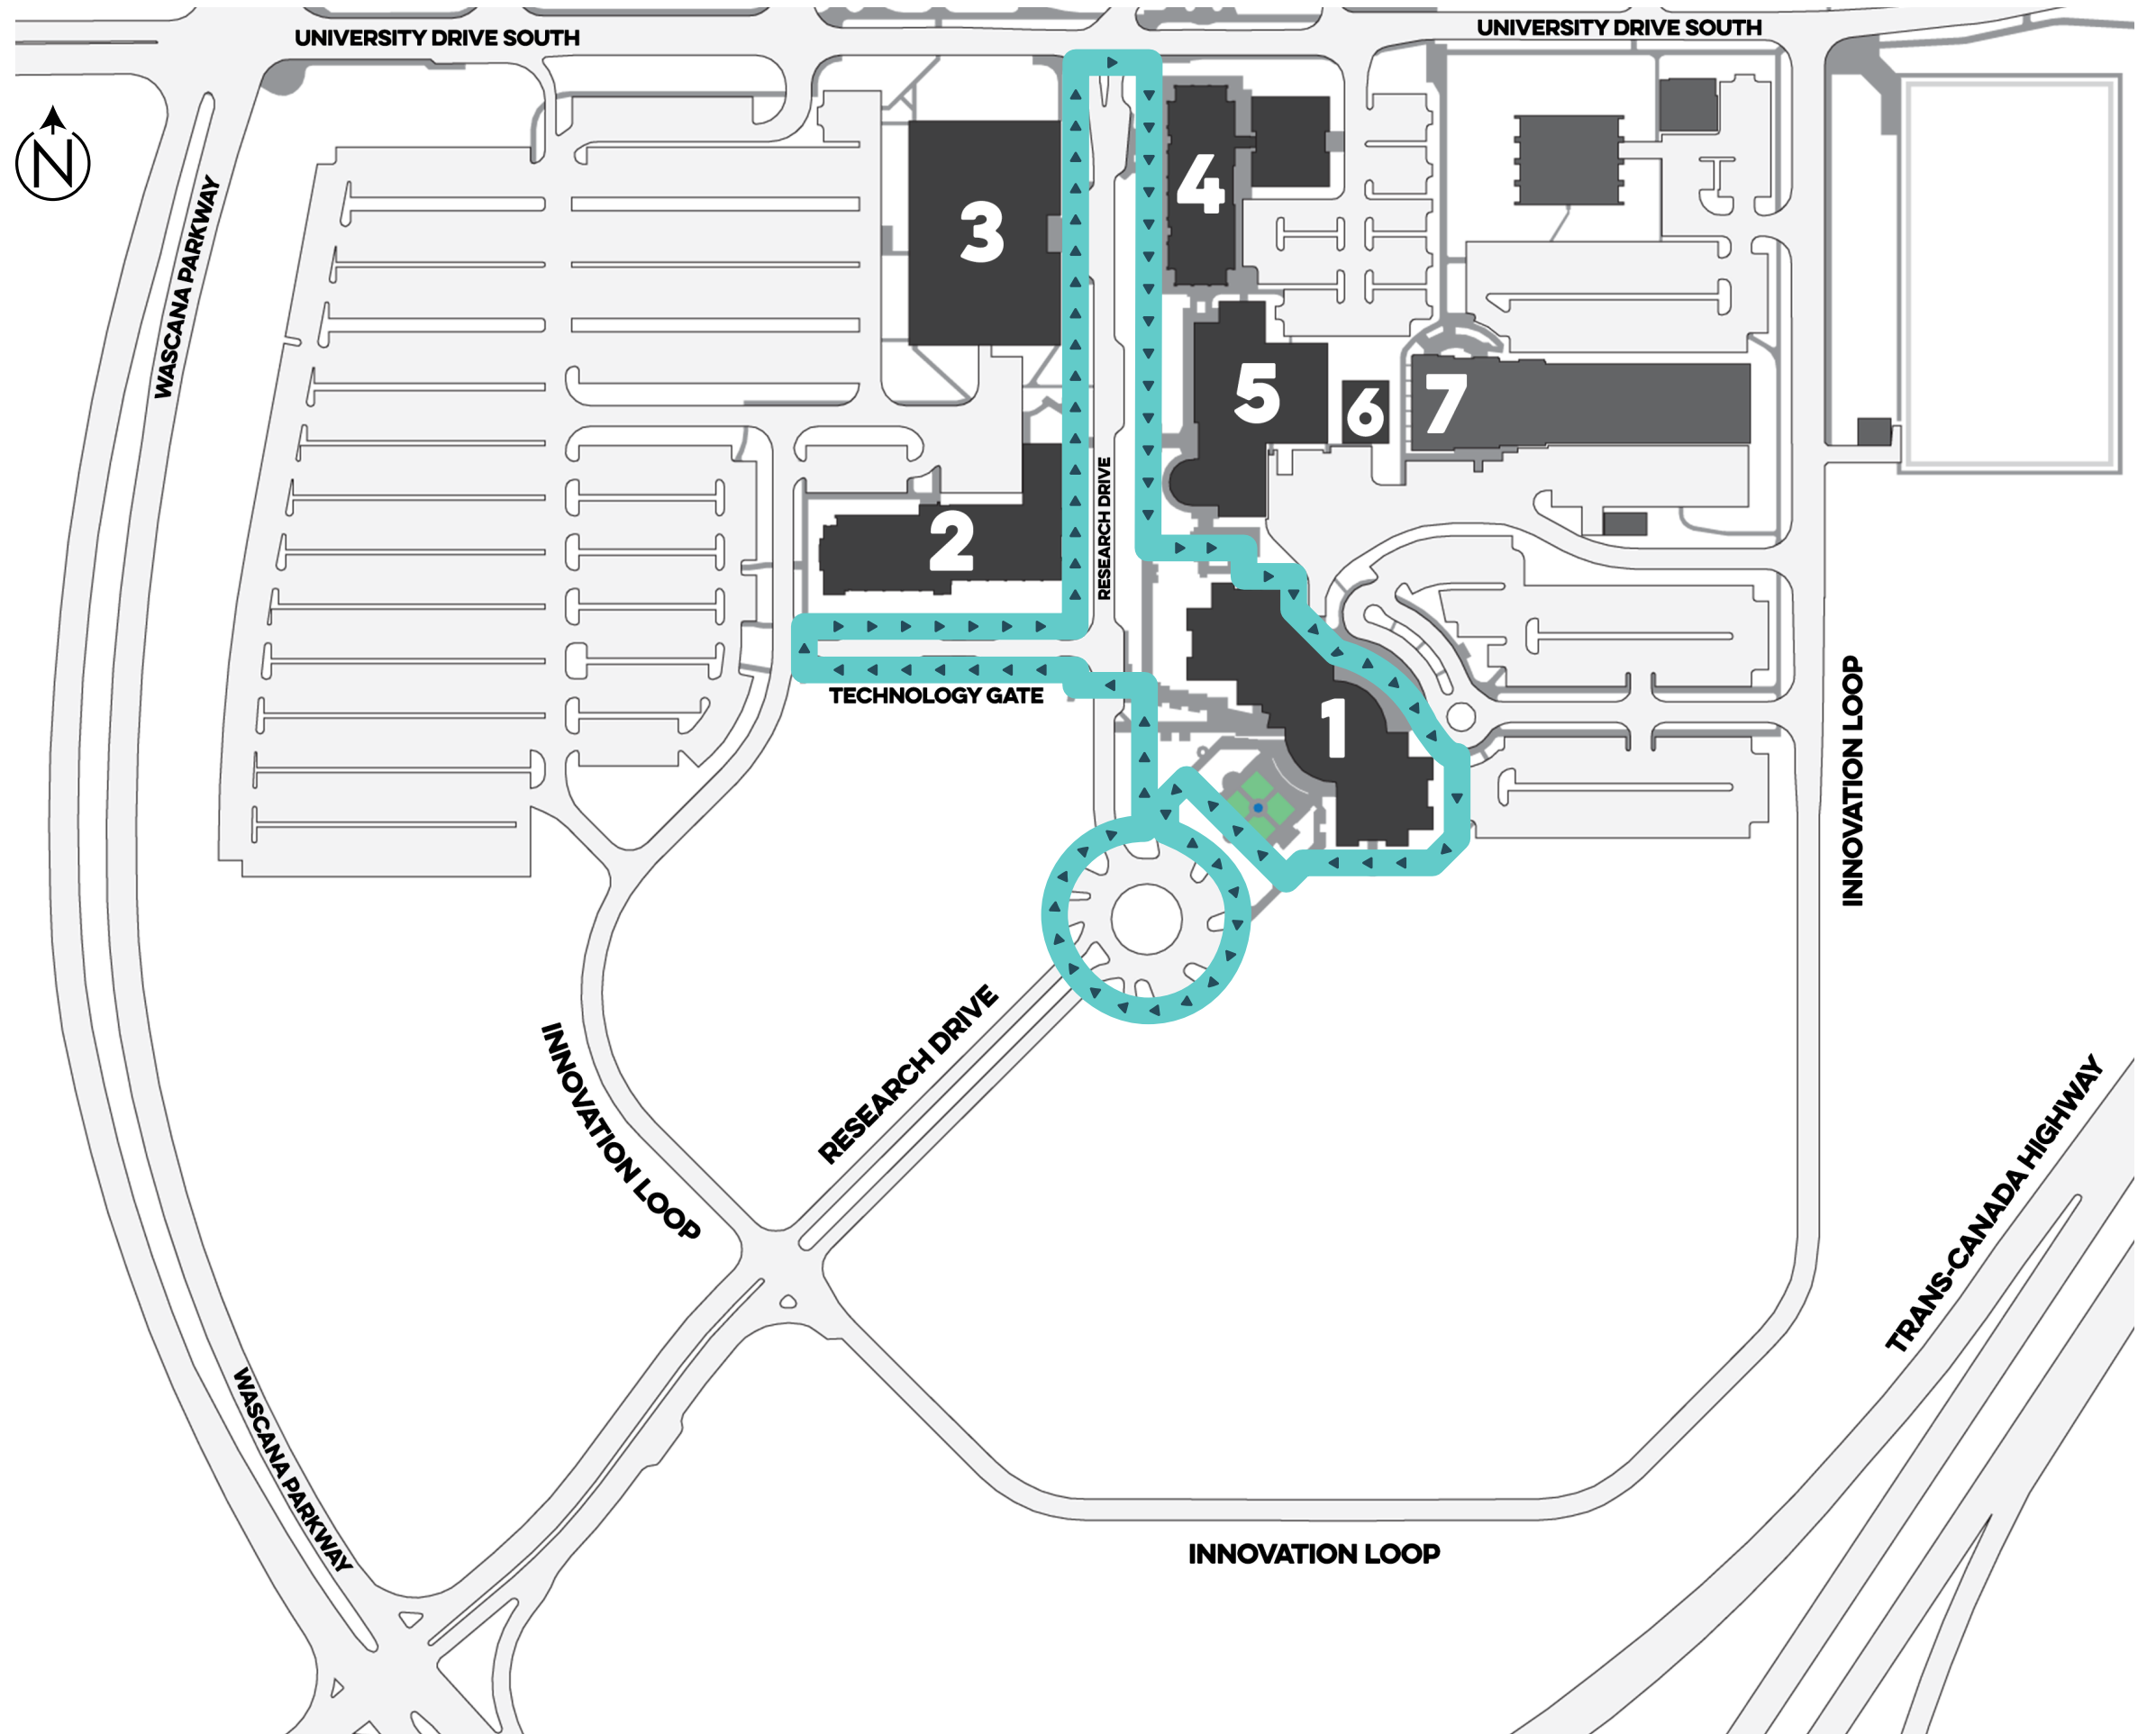 UNIVERSITY DRIVE SOUTH
UNIVERSITY DRIVE SOUTH
N
WASCANA PARKWAY
3
4
5
6
7
RESEARCH DRIVE
2
TECHNOLOGY GATE
1
INNOVATION LOOP
RESEARCH DRIVE
INNOVATION LOOP
TRANS-CANADA HIGHWAY
WASCANA PARKWAY
INNOVATION LOOP